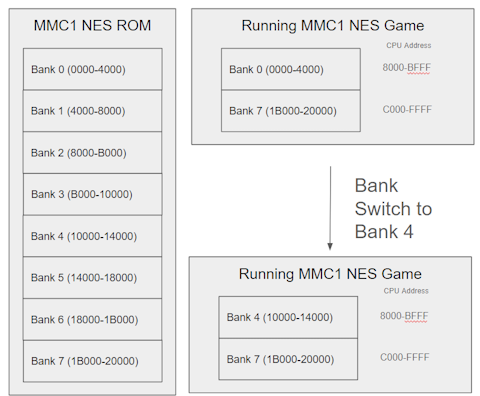 MMC1 NES ROM
Bank 0 (0000-4000)
Bank 1 (4000-8000)
Bank 2 (8000-B000)
Bank 3 (B000-10000)
Bank 4 (10000-14000)
Bank 5 (14000-18000)
Bank 6 (18000-1B000)
Bank 7 (1B000-20000)
Running MMC1 NES Game
CPU Address
Bank 0 (0000-4000) 8000-BFFF
Bank 7 (1B000-20000) C000-FFFF
Bank
Switch to
Bank 4
Running MMC1 NES Game
CPU Address
Bank 4 (10000-14000) 8000-BFFF
Bank 7 (1B000-20000) C000-FFFF